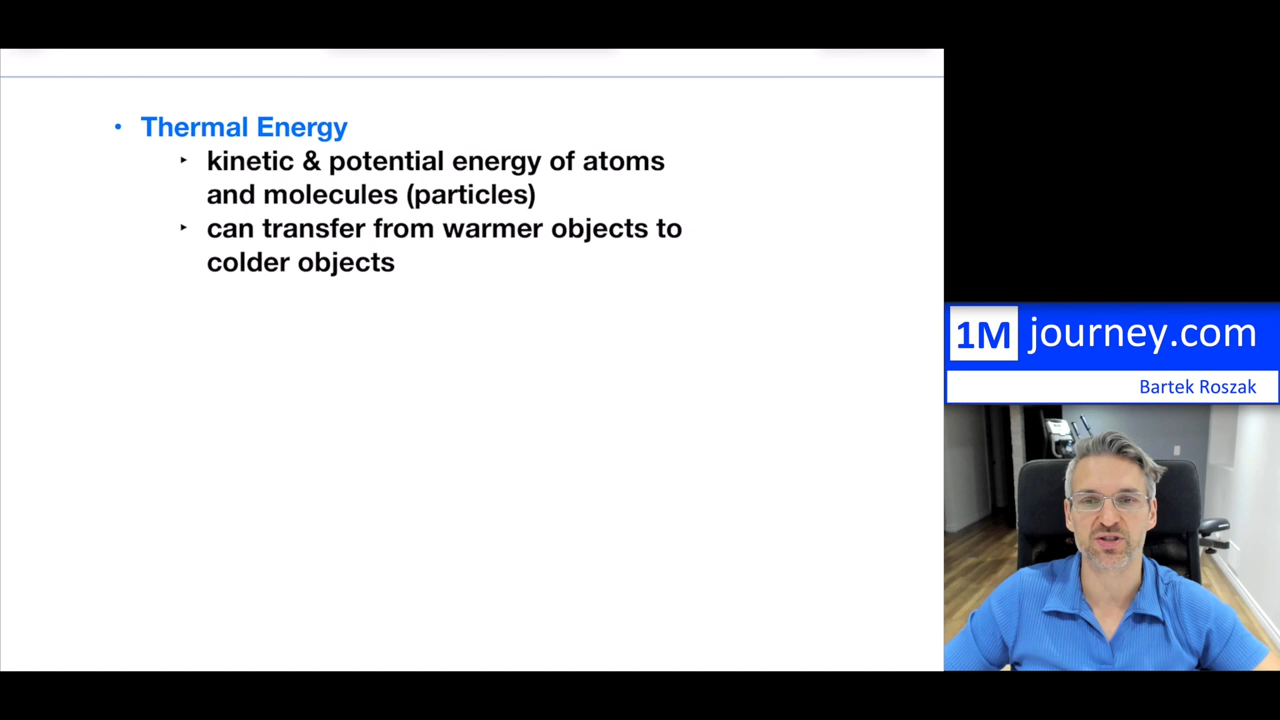 • Thermal Energy
‣ kinetic & potential energy of atoms
and molecules (particles)
‣ can transfer from warmer objects to
colder objects
1M journey.com
Bartek Roszak